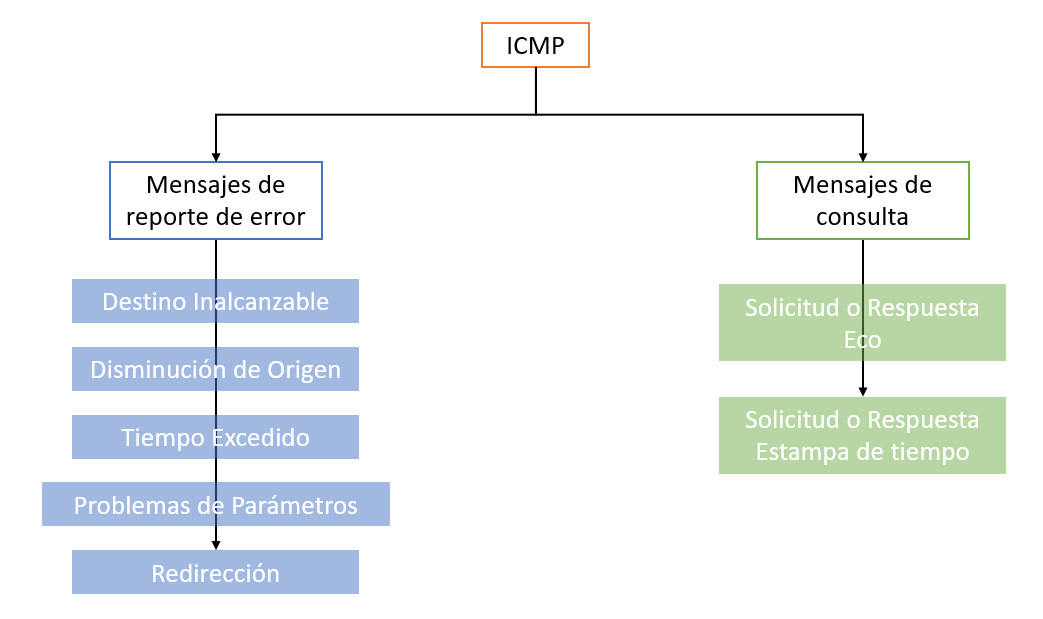 ICMP
Mensajes de
reporte de error
Mensajes de
consulta
Destino Inalcanzable
Disminución de Origen
Tiempo Excedido
Problemas de Parámetros
Redirección
Solicitud o Respuesta
Eco
Solicitud o Respuesta
Estampa de tiempo